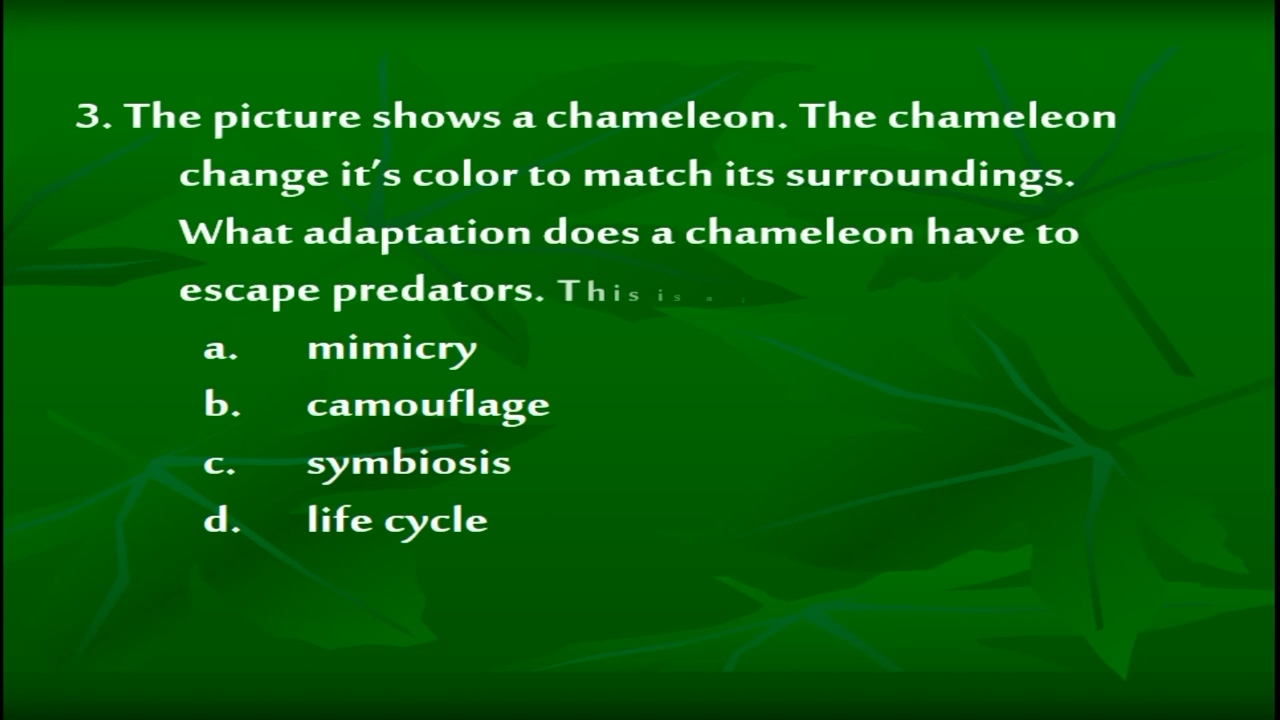 3. The picture shows a chameleon. The chameleon
change it’s color to match its surroundings.
What adaptation does a chameleon have to
escape predators. This is a
a. mimicry
b. camouflage
c. symbiosis
d. life cycle